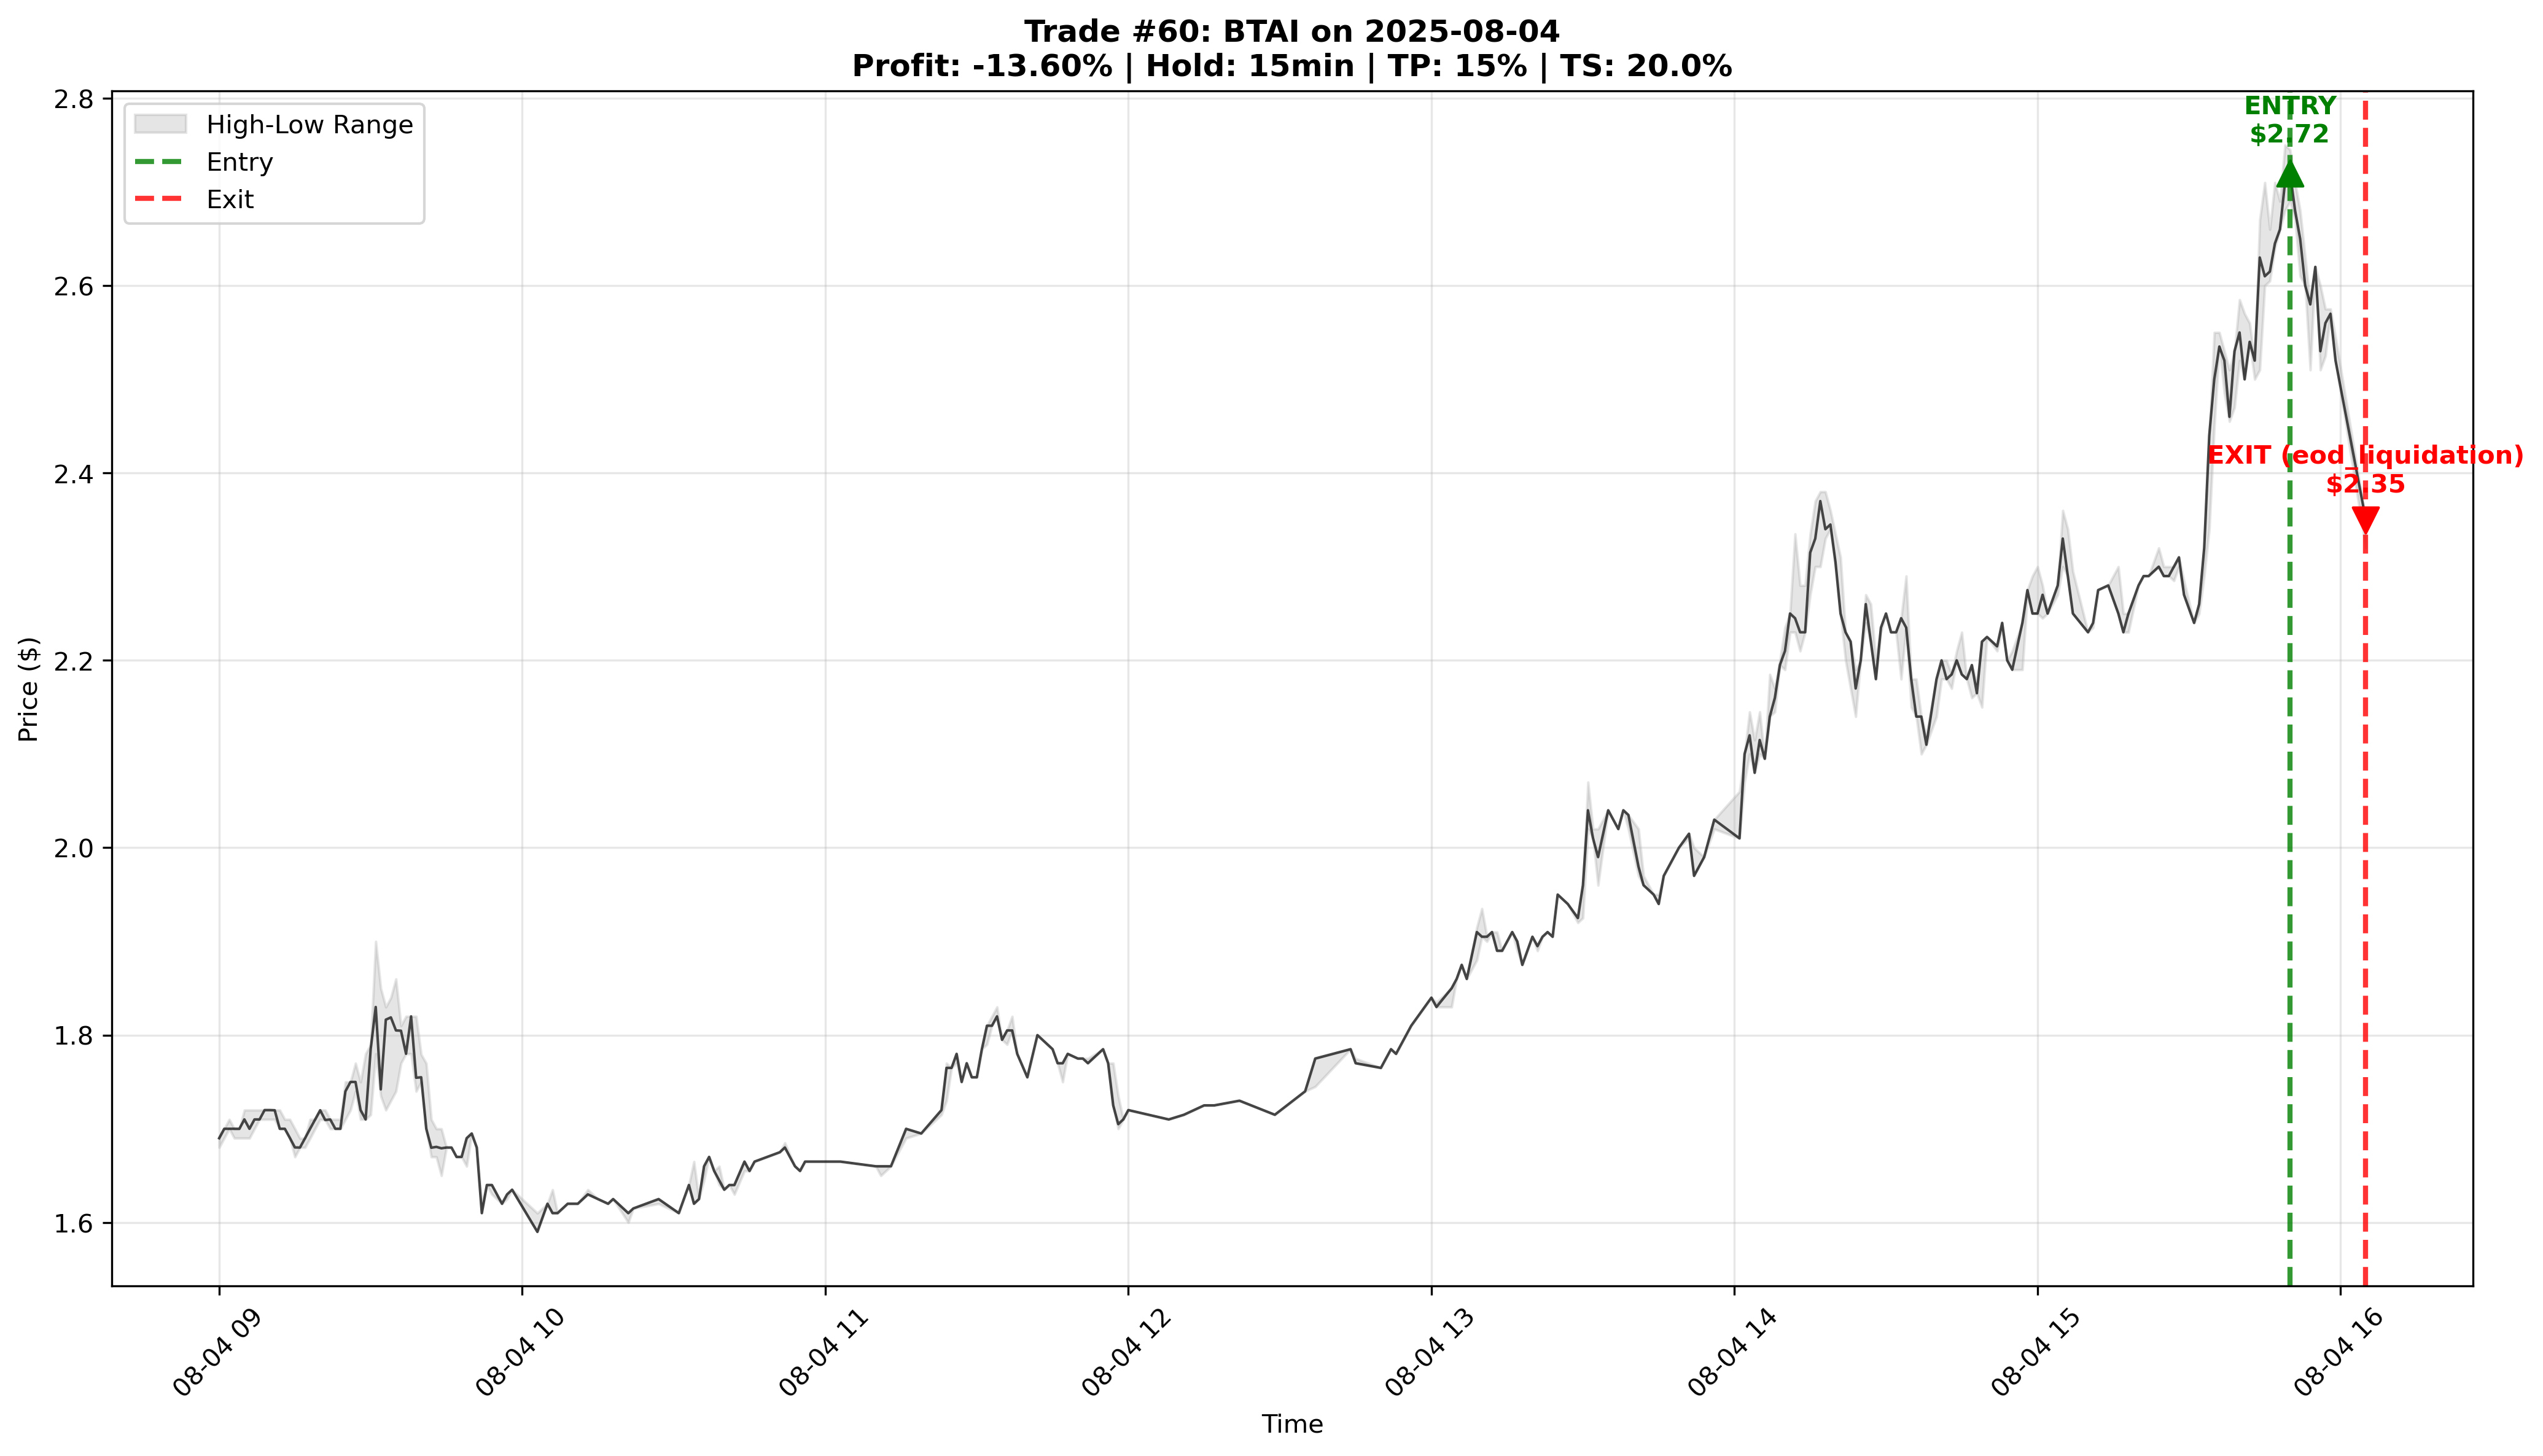 Trade #60: BTAI on 2025-08-04
Profit: -13.60% | Hold: 15min | TP: 15% | TS: 20.0%
High-Low Range
Entry
Exit
ENTRY
$2.72
EXIT (eod_liquidation)
$2.35
Price ($)
2.8
2.6
2.4
2.2
2.0
1.8
1.6
08-04 09
08-04 10
08-04 11
08-04 12
08-04 13
08-04 14
08-04 15
08-04 16
Time